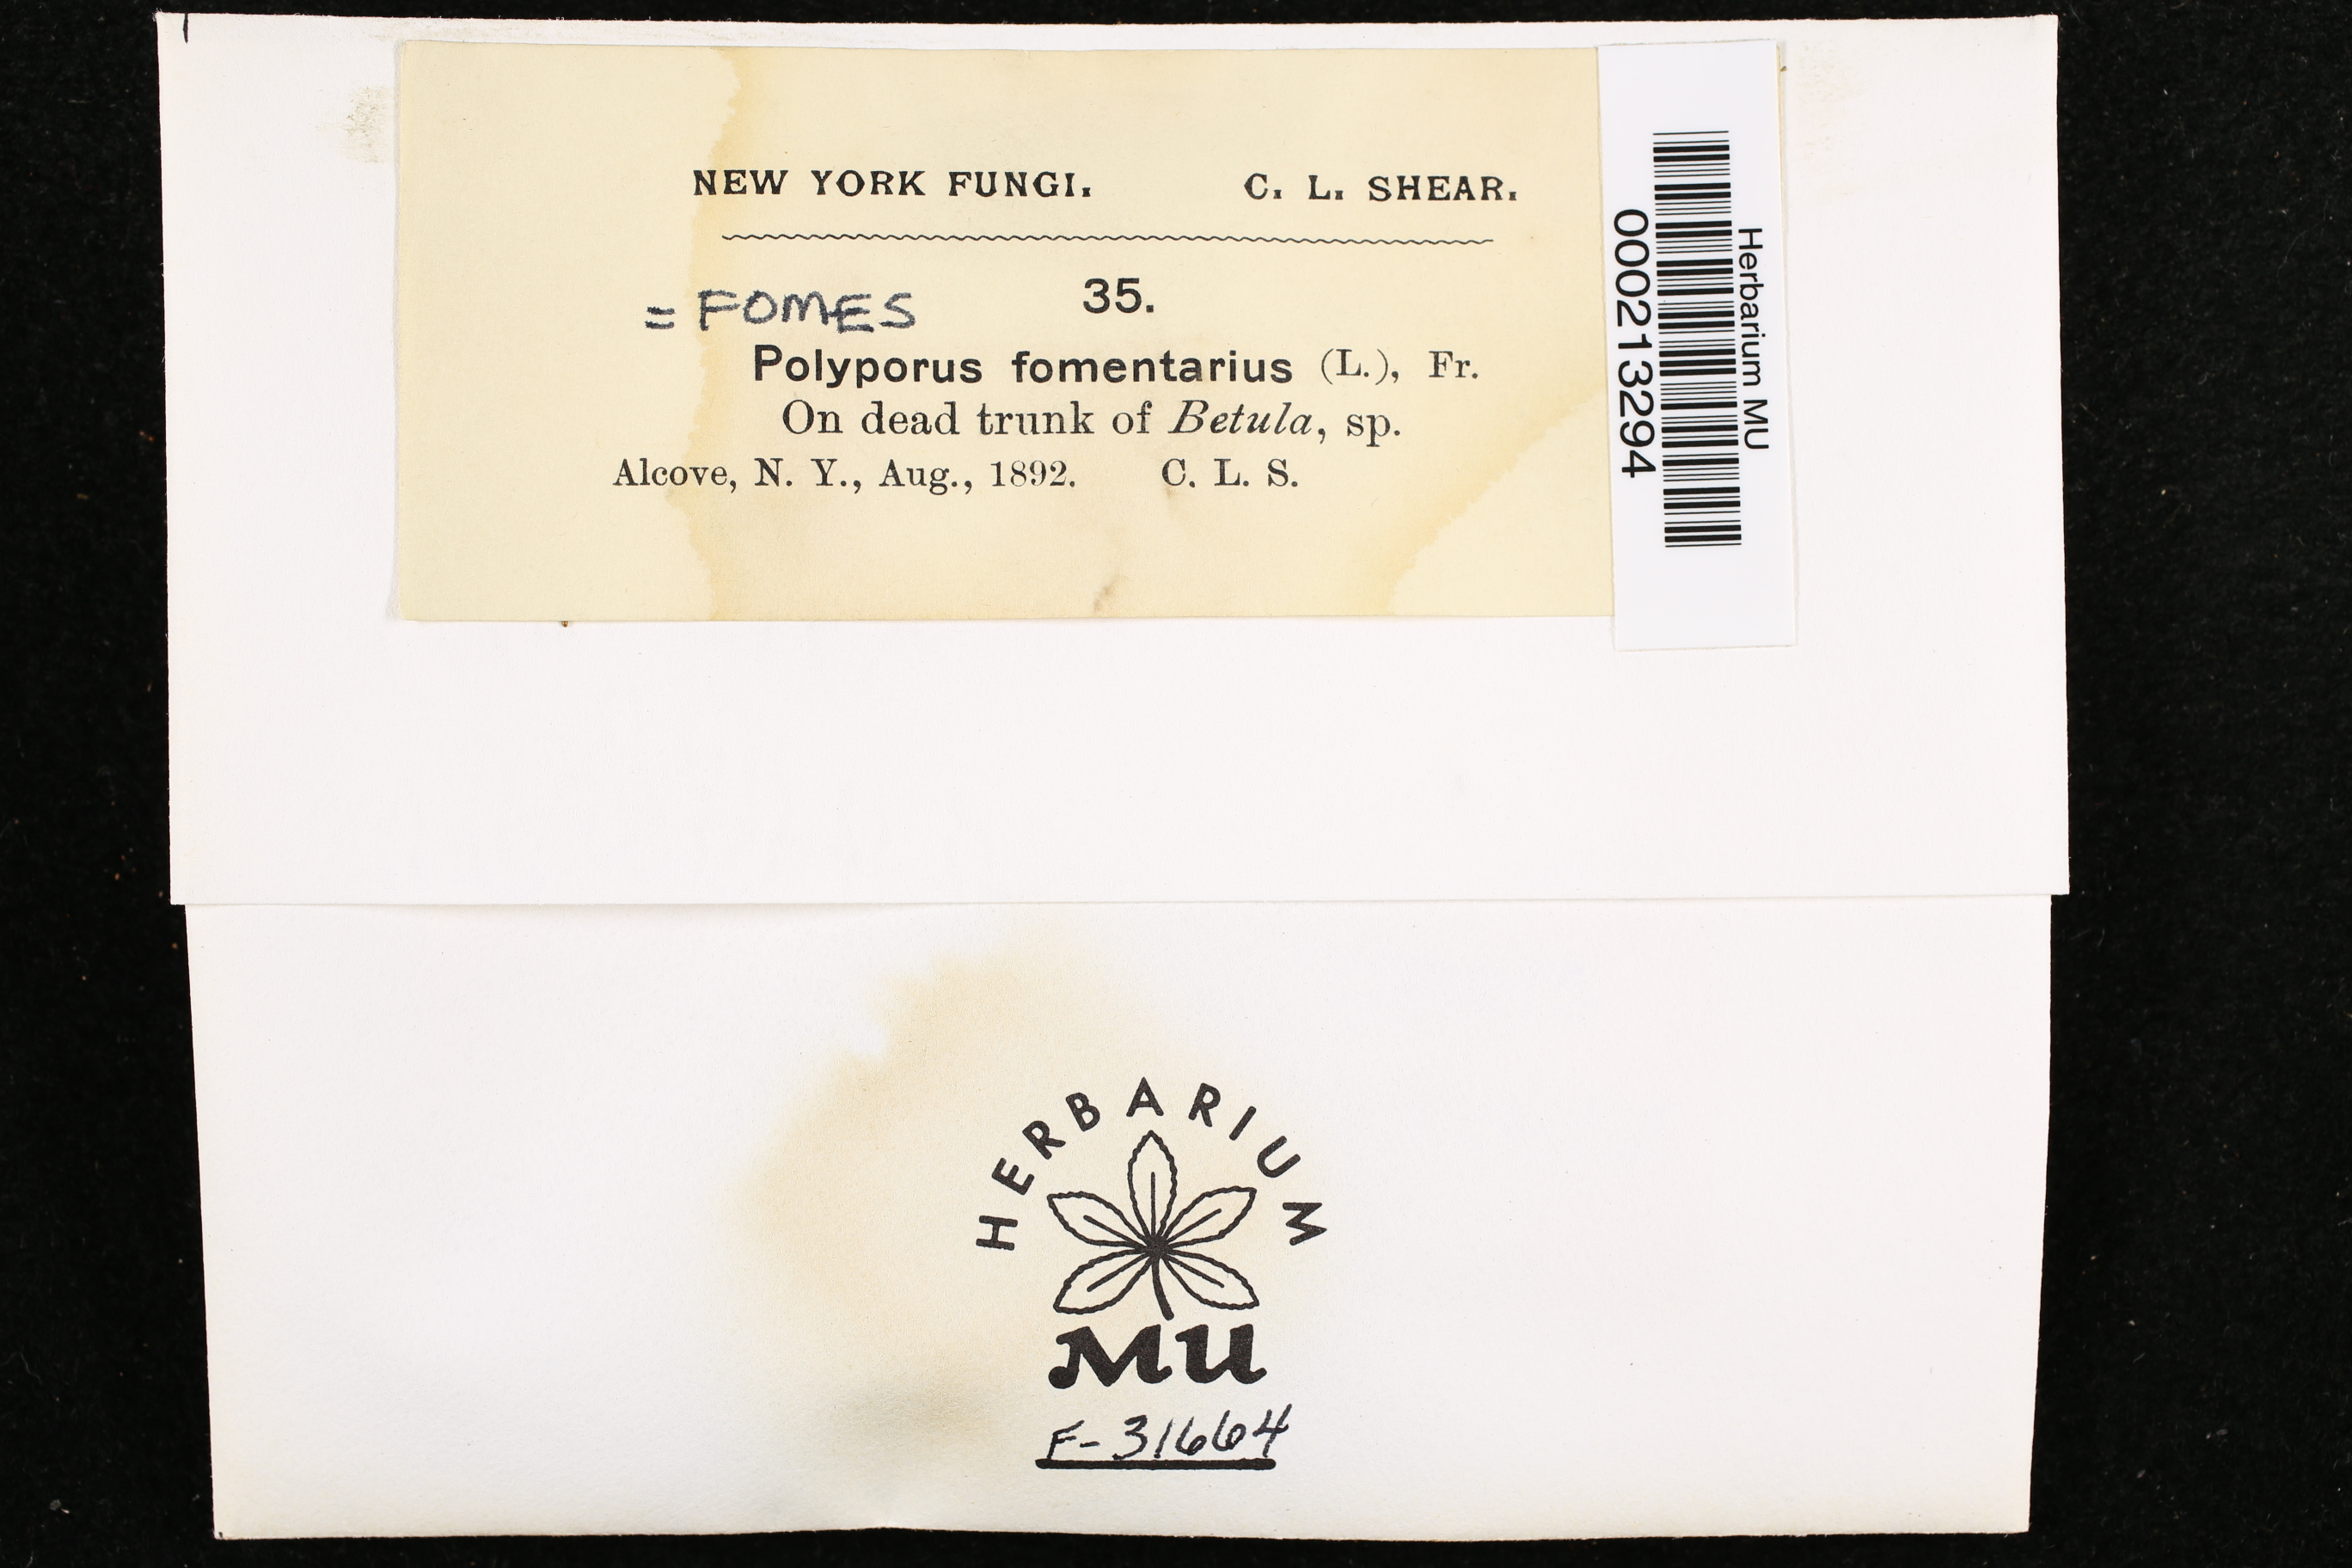 NEW YORK FUNGI. C. L. SHEAR.
35.
= FOMES
Polyporus fomentarius (L.), Fr.
On dead trunk of Betula, sp.
Alcove, N. Y., Aug., 1892. C. L. S.
Herbarium MU
000213294
HERBARIUM
MU
F-31664